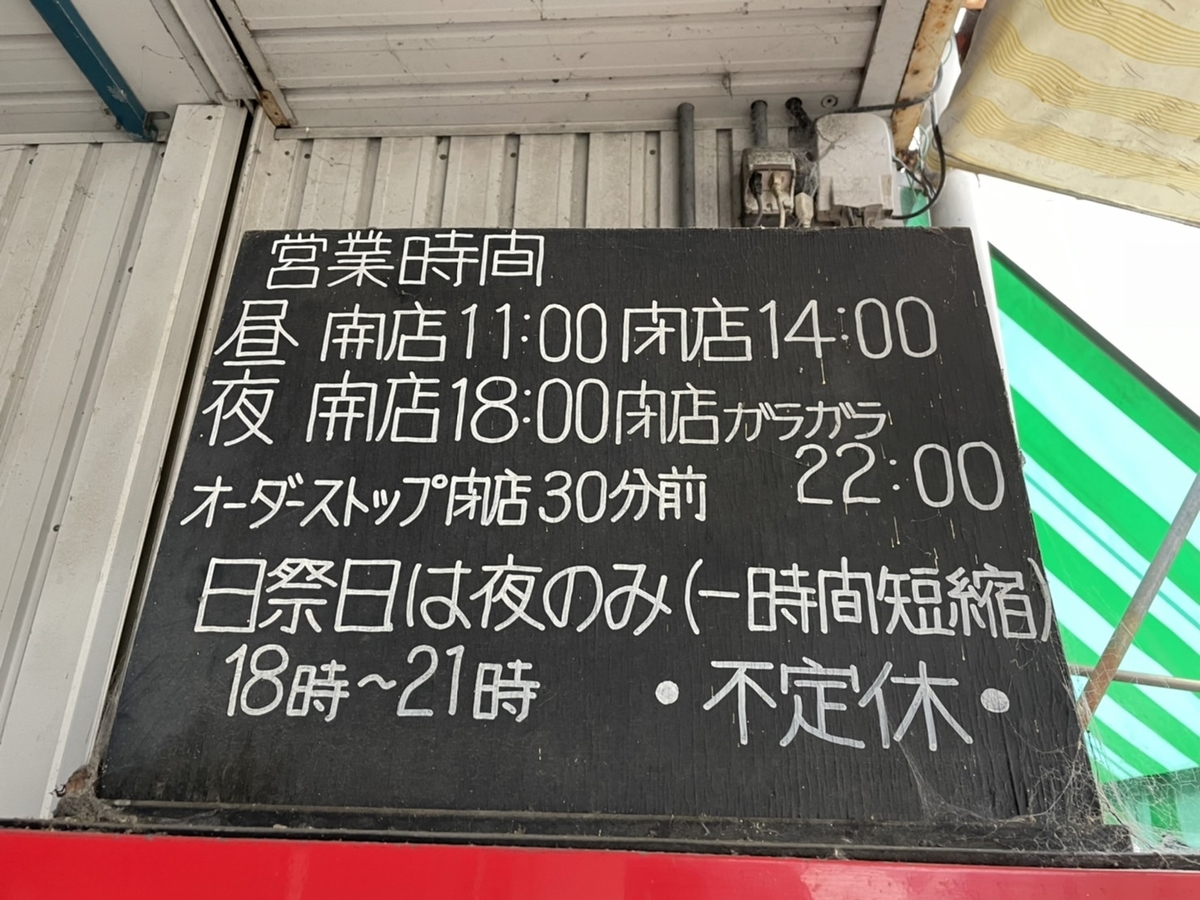 営業時間
昼 開店11:00 閉店14:00
夜 開店18:00閉店ガラガラ
22:00
オーダーストップ閉店30分前
日祭日は夜のみ(一時間短縮)
18時~21時 ・不定休・